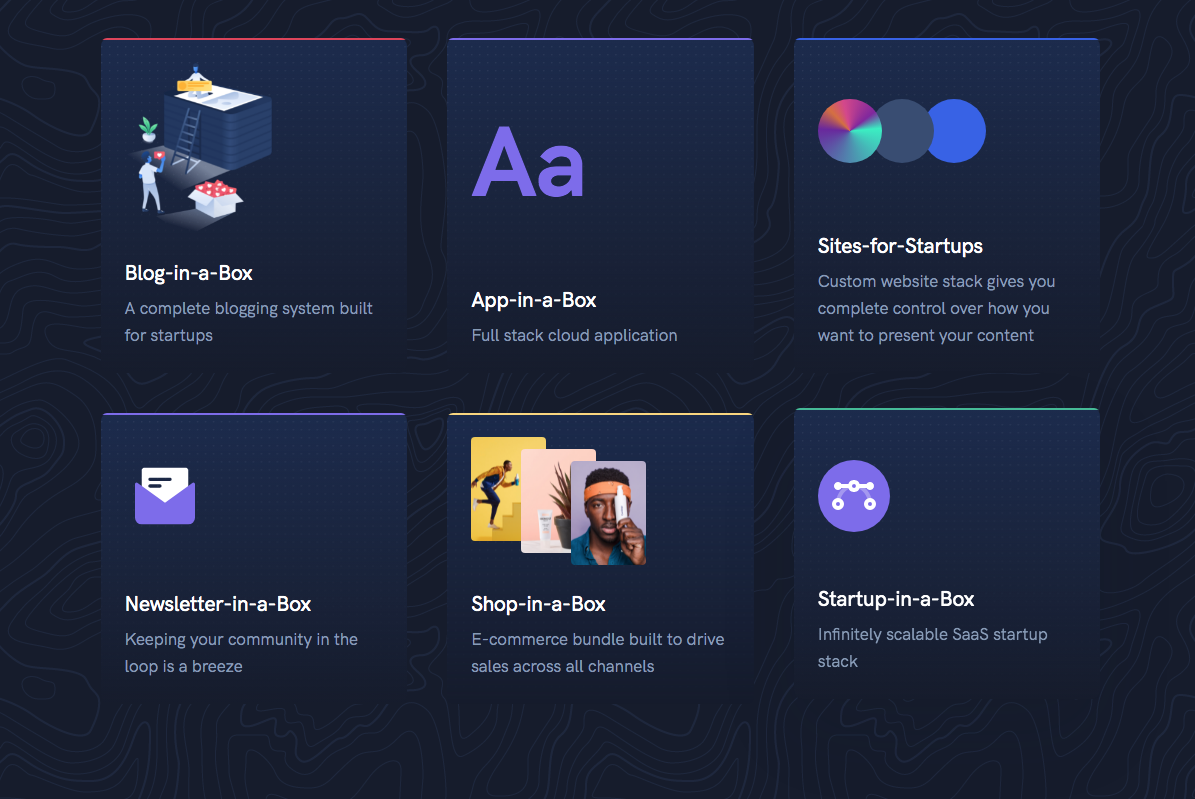 Aa
Blog-in-a-Box
A complete blogging system built
for startups
App-in-a-Box
Full stack cloud application
Sites-for-Startups
Custom website stack gives you
complete control over how you
want to present your content
Newsletter-in-a-Box
Keeping your community in the
loop is a breeze
Shop-in-a-Box
E-commerce bundle built to drive
sales across all channels
Startup-in-a-Box
Infinitely scalable SaaS startup
stack